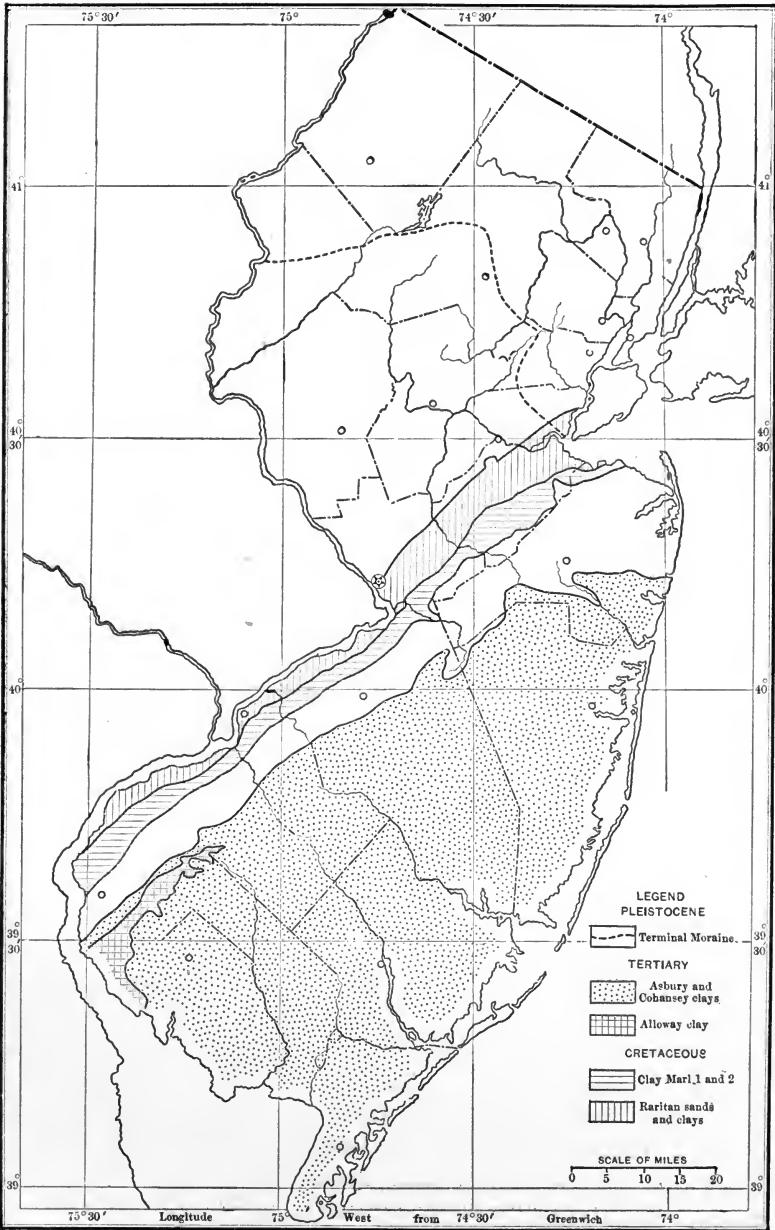 75°30' 75° 74°30' 74°
41° 41°
40° 30' 40° 30'
40° 40°
39° 30' 39° 30'
39° 39°
LEGEND
PLEISTOCENE
Terminal Moraine
TERTIARY
Asbury and
Cohansey clays
Alloway clay
CRETACEOUS
Clay Marl 1 and 2
Raritan sands
and clays
SCALE OF MILES
0 5 10 15 20
75°30' Longitude 75° West from 74°30' Greenwich 74°